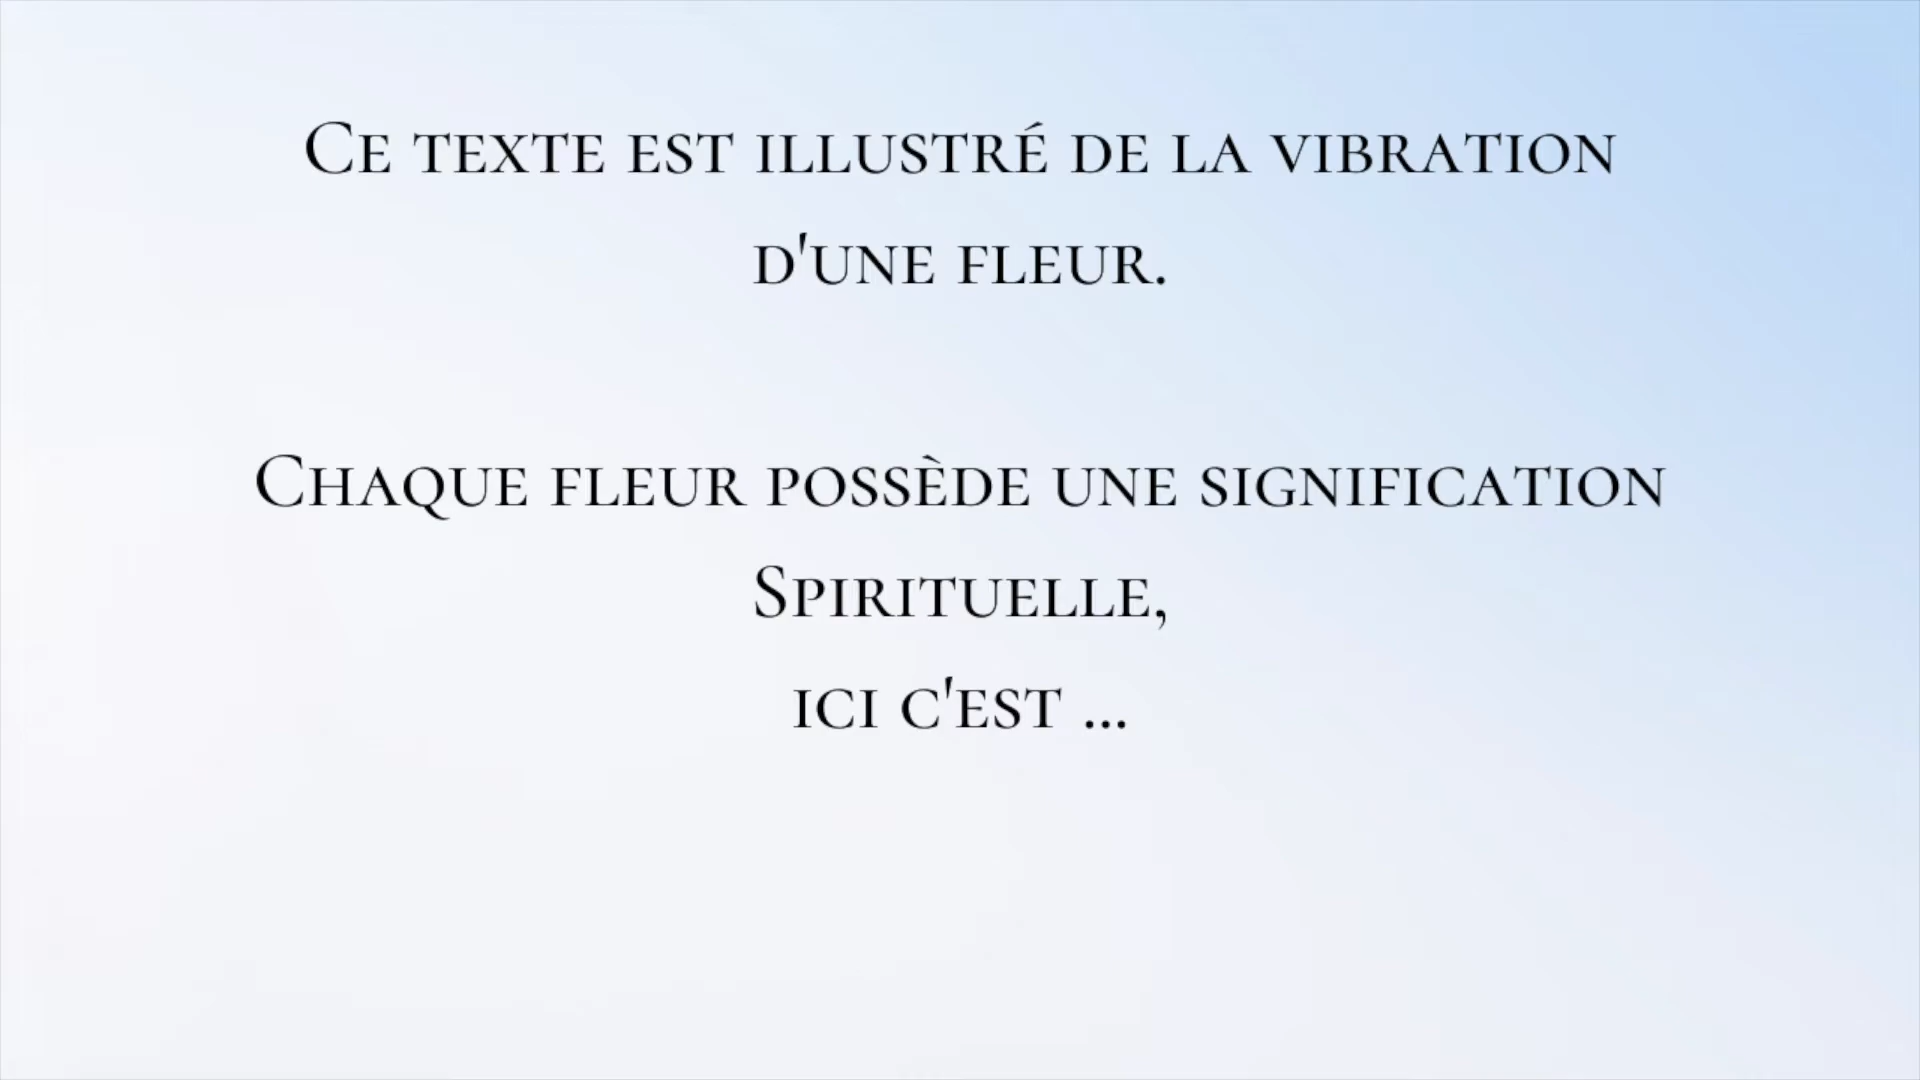 Ce texte est illustré de la vibration
d'une fleur.
Chaque fleur possède une signification
Spirituelle,
ici c'est ...